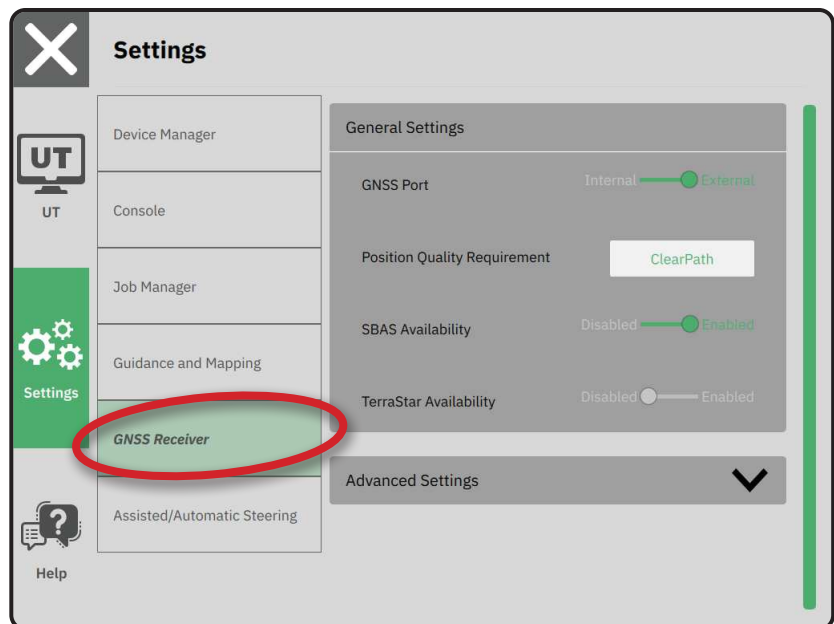 Settings
UT
UT
Settings
Help
Device Manager
Console
Job Manager
Guidance and Mapping
GNSS Receiver
Assisted/Automatic Steering
General Settings
GNSS Port Internal External
Position Quality Requirement ClearPath
SBAS Availability Disabled Enabled
TerraStar Availability Disabled Enabled
Advanced Settings